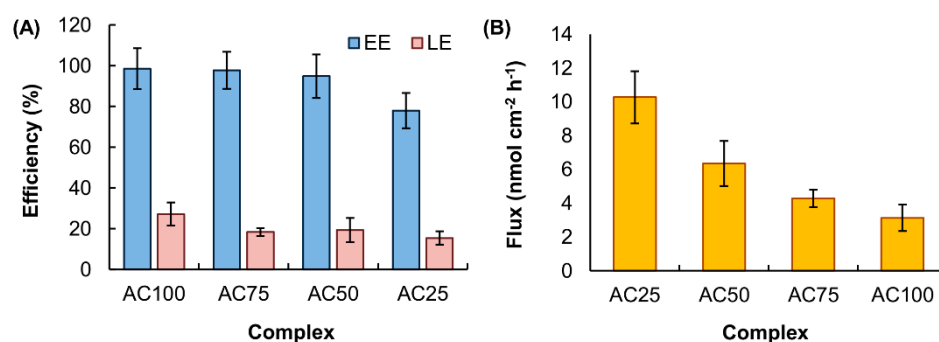 (A)
Efficiency (%)
120
100
80
60
40
20
0
EE LE
AC100 AC75 AC50 AC25
Complex
(B)
Flux (nmol cm⁻² h⁻¹)
14
12
10
8
6
4
2
0
AC25 AC50 AC75 AC100
Complex